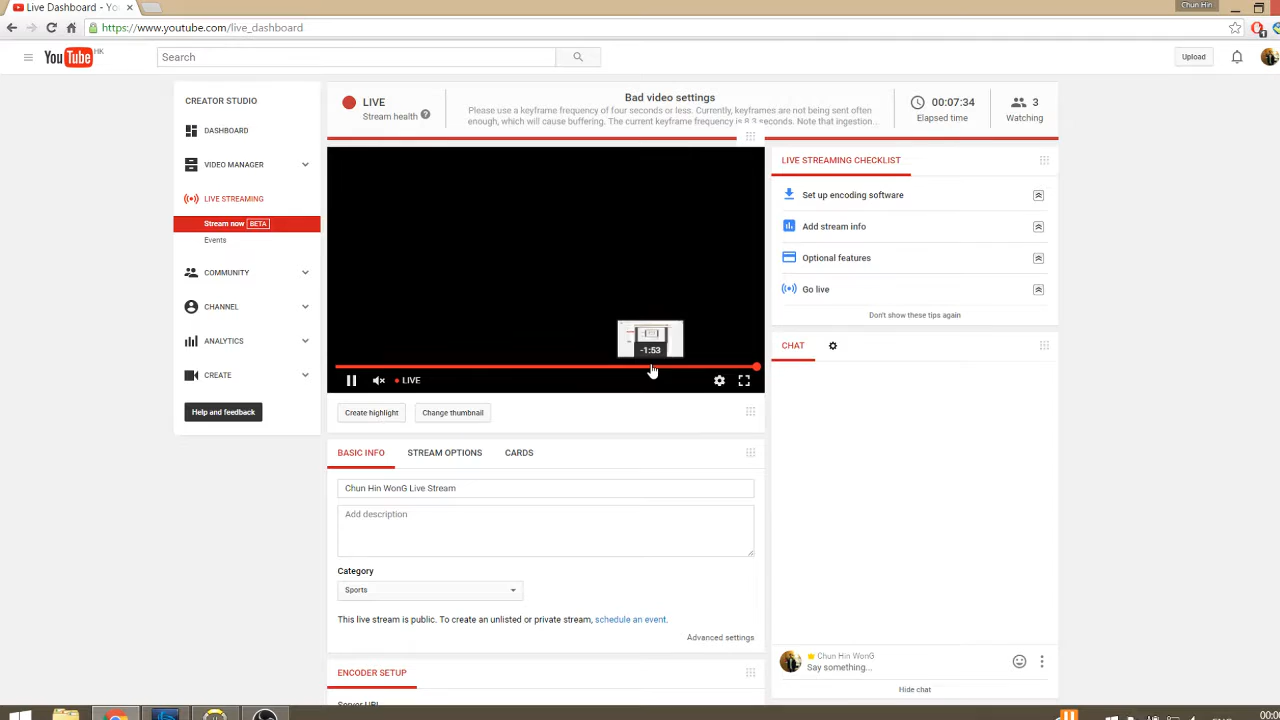 Live Dashboard - Yo
Chun Hin
https://www.youtube.com/live_dashboard
YouTube HK
Search
Upload
CREATOR STUDIO
DASHBOARD
VIDEO MANAGER
LIVE STREAMING
Stream now BETA
Events
COMMUNITY
CHANNEL
ANALYTICS
CREATE
Help and feedback
LIVE
Stream health ?
Bad video settings
Please use a keyframe frequency of four seconds or less. Currently, keyframes are not being sent often
enough, which will cause buffering. The current keyframe frequency is 8.3 seconds. Note that ingestion...
00:07:34
Elapsed time
3
Watching
-1:53
LIVE
Create highlight
Change thumbnail
BASIC INFO
STREAM OPTIONS
CARDS
Chun Hin WonG Live Stream
Add description
Category
Sports
This live stream is public. To create an unlisted or private stream, schedule an event.
Advanced settings
ENCODER SETUP
Server URL
LIVE STREAMING CHECKLIST
Set up encoding software
Add stream info
Optional features
Go live
Don't show these tips again
CHAT
Chun Hin WonG
Say something...
Hide chat